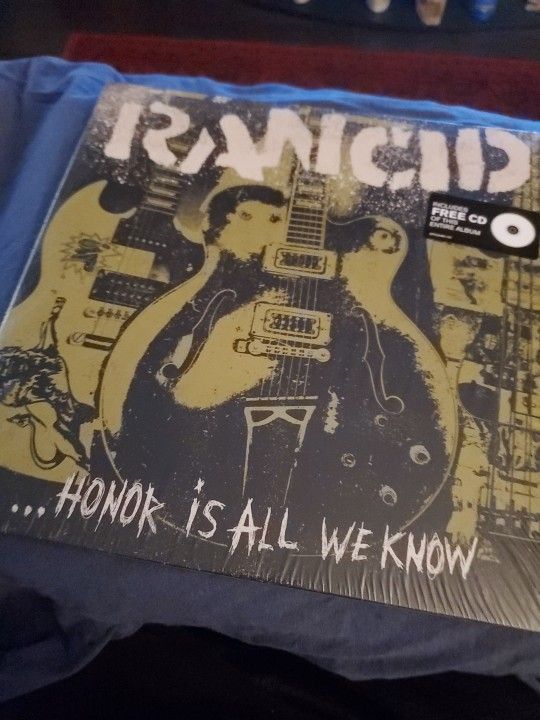 RANCID
INCLUDES
FREE CD
OF THIS
ENTIRE ALBUM
...HONOR iS ALL WE KNOW